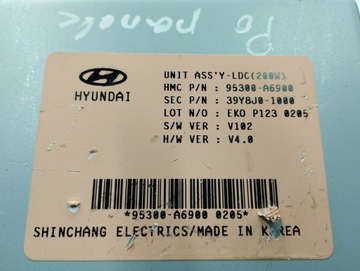 Po panoke
UNIT ASS'Y-LDC(200W)
HYUNDAI
HMC P/N : 95300-A6900
SEC P/N : 39Y8J0-1000
LOT N/O : EKO P123 0205
S/W VER : V102
H/W VER : V4.0
*95300-A6900 0205*
SHINCHANG ELECTRICS/MADE IN KOREA